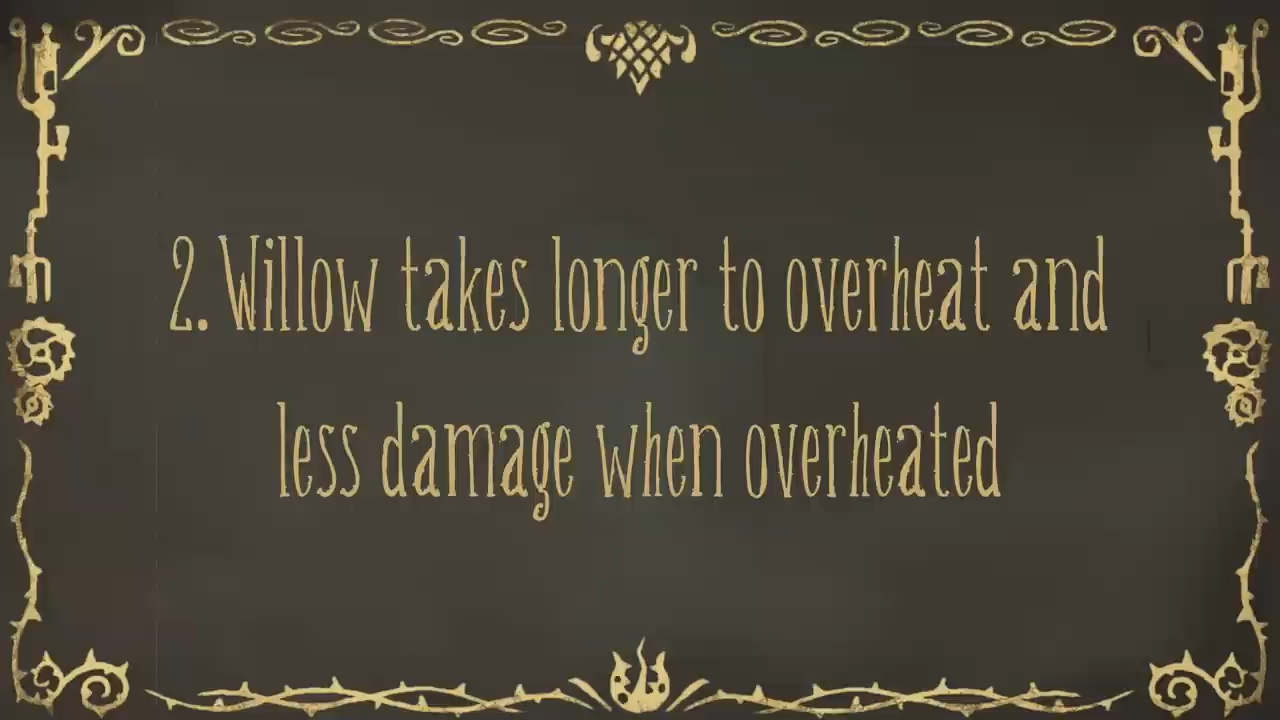 2. Willow takes longer to overheat and
less damage when overheated